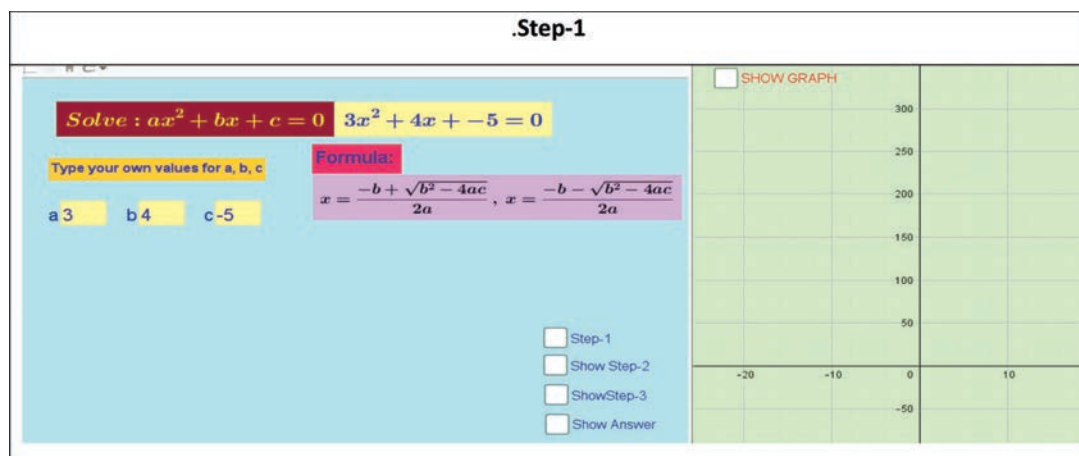 .Step-1
SHOW GRAPH
Solve : ax² + bx + c = 0 3x² + 4x + −5 = 0
Type your own values for a, b, c
Formula:
x = (−b + √(b² − 4ac))/(2a) , x = (−b − √(b² − 4ac))/(2a)
a 3 b 4 c -5
Step-1
Show Step-2
ShowStep-3
Show Answer
300
250
200
150
100
50
-20 -10 0 10
-50